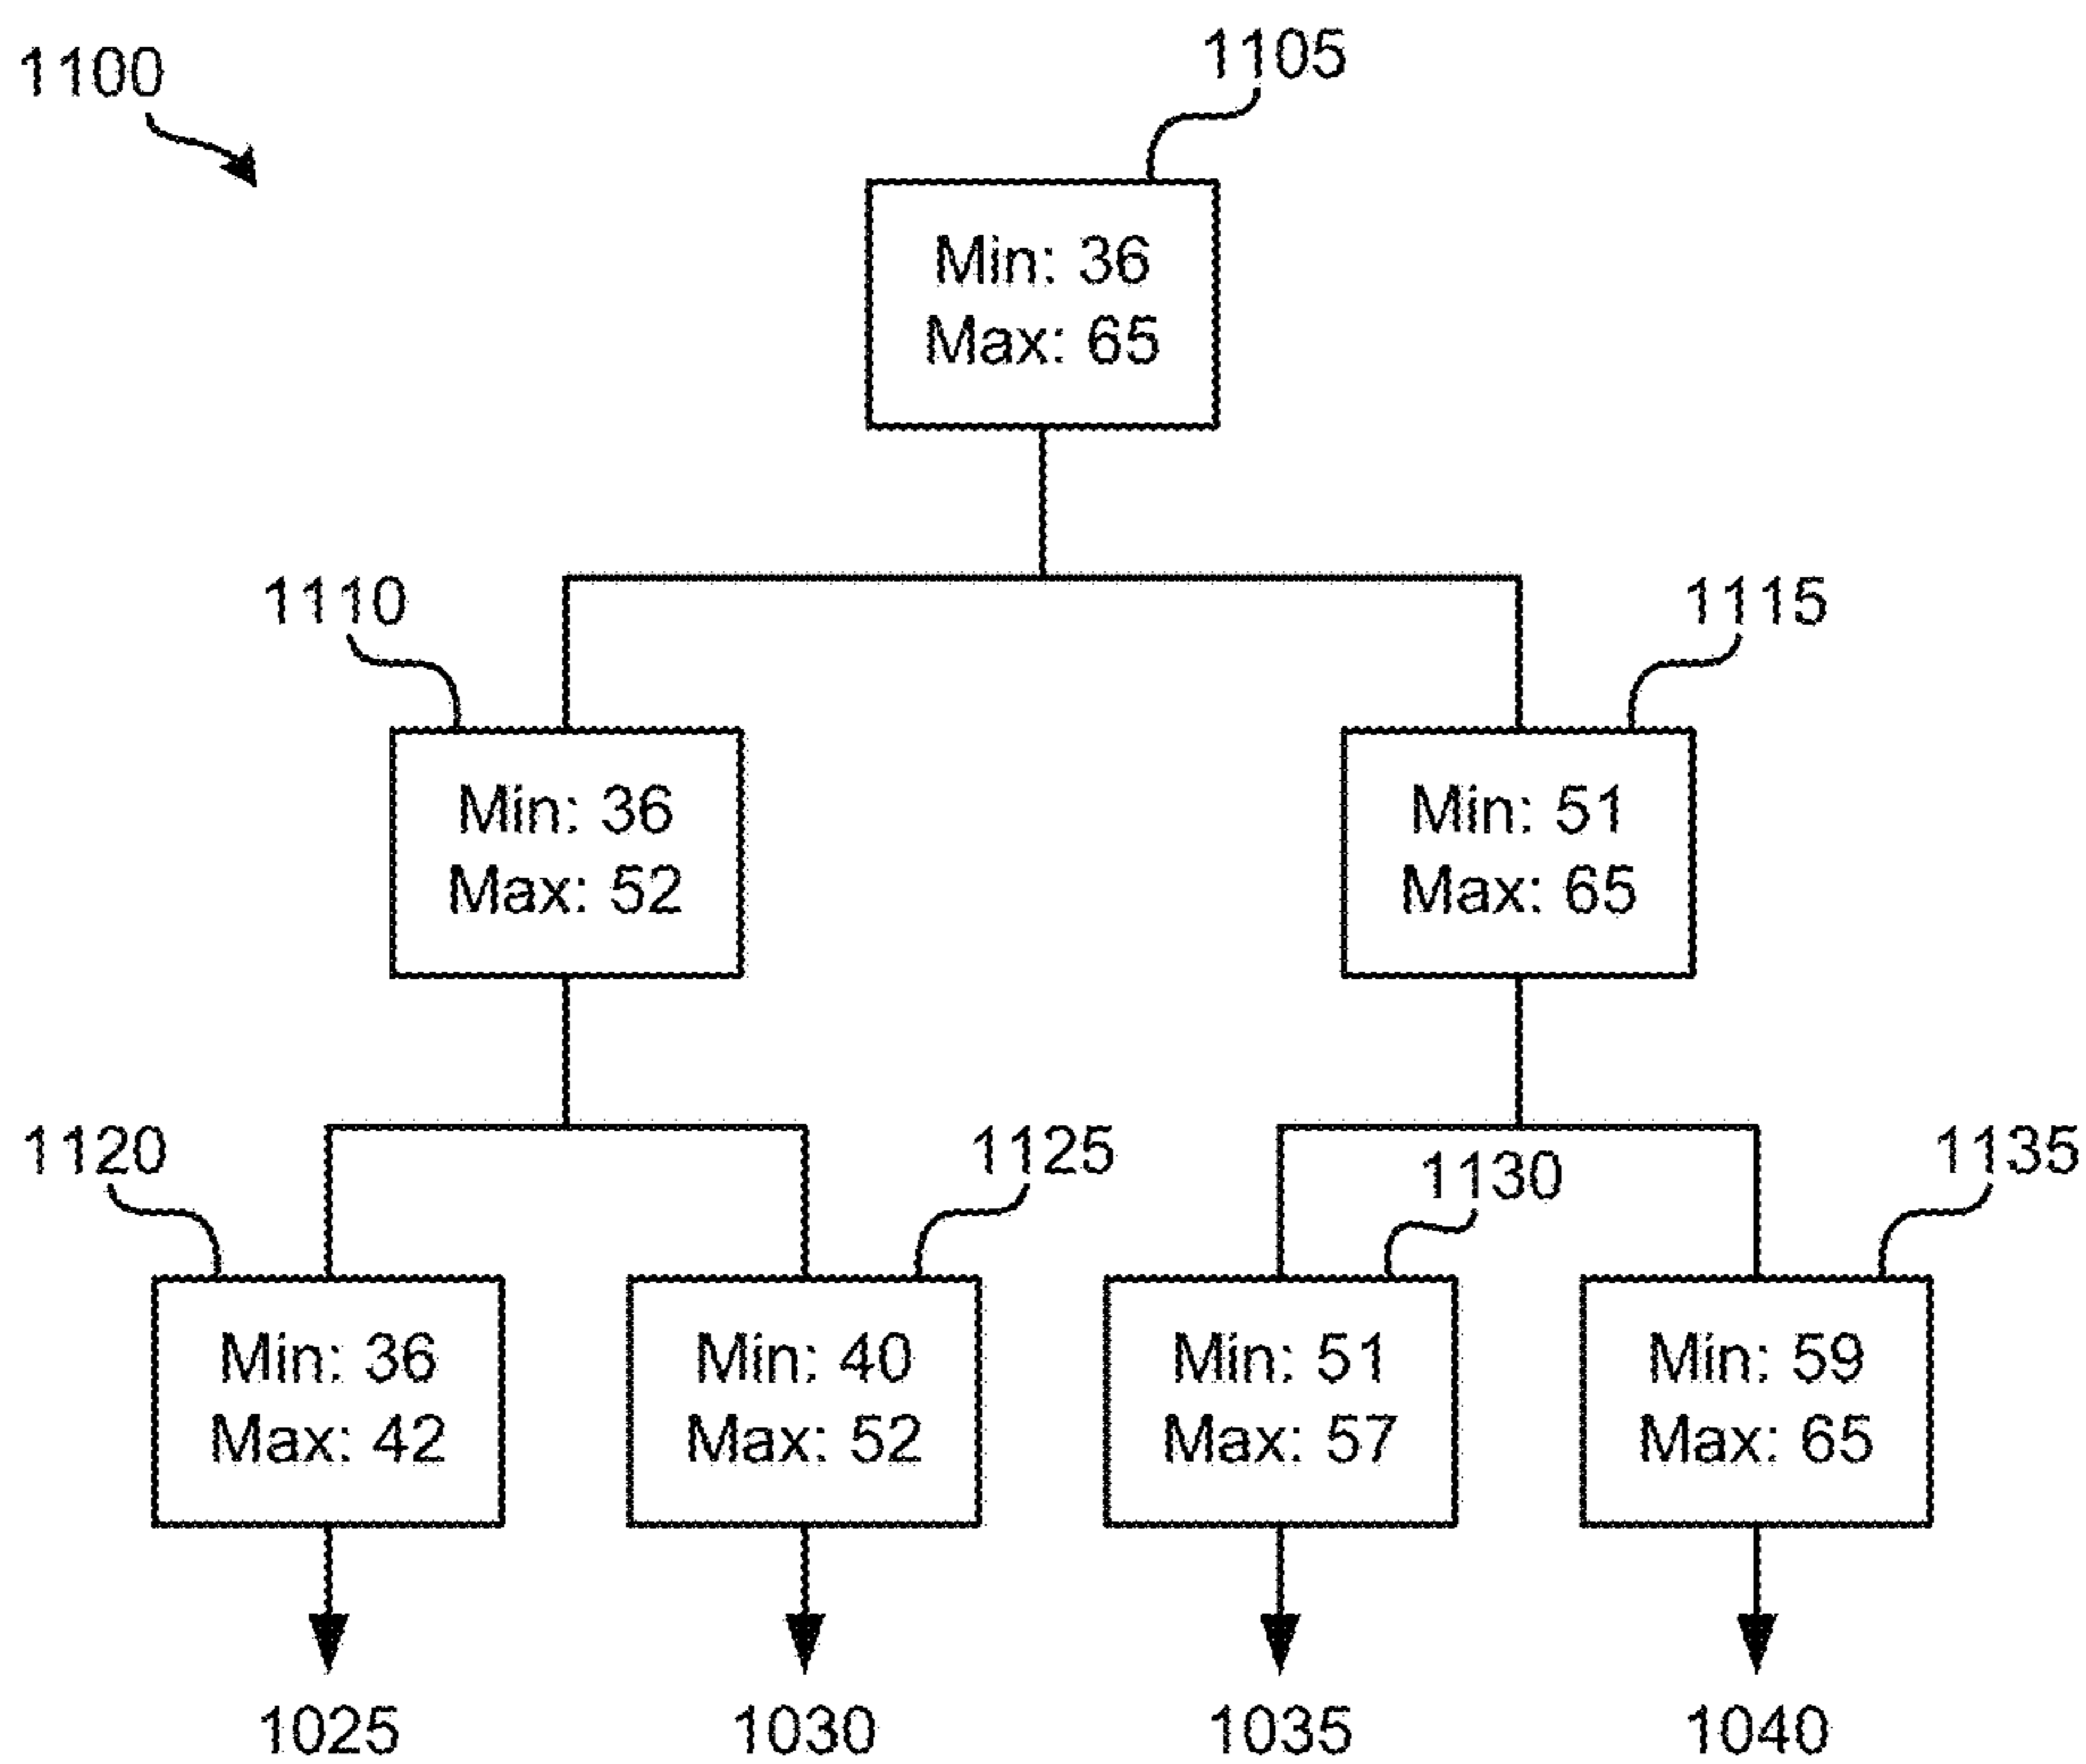 1100
1105
Min: 36
Max: 65
1110
1115
Min: 36
Max: 52
Min: 51
Max: 65
1120
1125
1130
1135
Min: 36
Max: 42
Min: 40
Max: 52
Min: 51
Max: 57
Min: 59
Max: 65
1025
1030
1035
1040